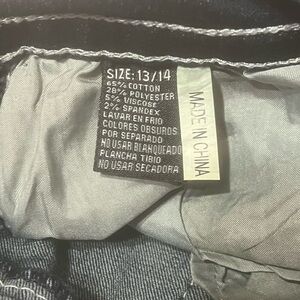 SIZE: 13/14
65% COTTON
28% POLYESTER
5% VISCOSE
2% SPANDEX
LAVAR EN FRIO
COLORES OBSUROS
POR SEPARADO
NO USAR BLANQUEADO
PLANCHA TIBIO
NO USAR SECADORA
MADE IN CHINA